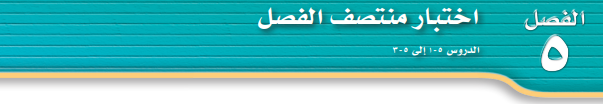 الفصل
٥
اختبار منتصف الفصل
الدروس ٥-١ إلى ٥-٣